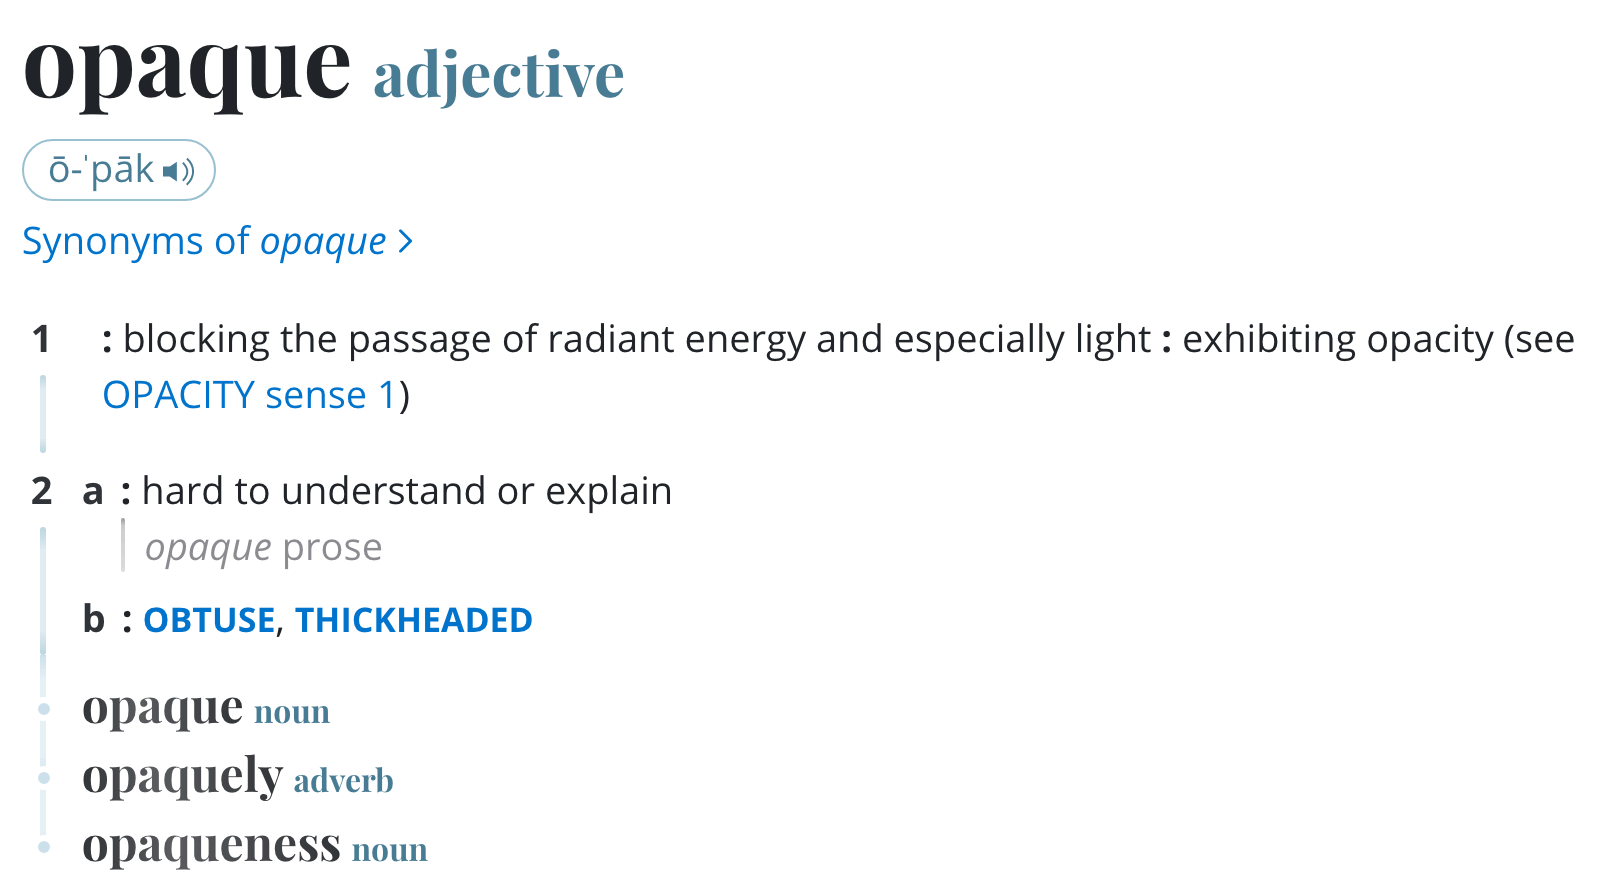 opaque adjective
ō-ˈpāk
Synonyms of opaque
1 : blocking the passage of radiant energy and especially light : exhibiting opacity (see
OPACITY sense 1)
2 a : hard to understand or explain
opaque prose
b : OBTUSE, THICKHEADED
opaque noun
opaquely adverb
opaqueness noun